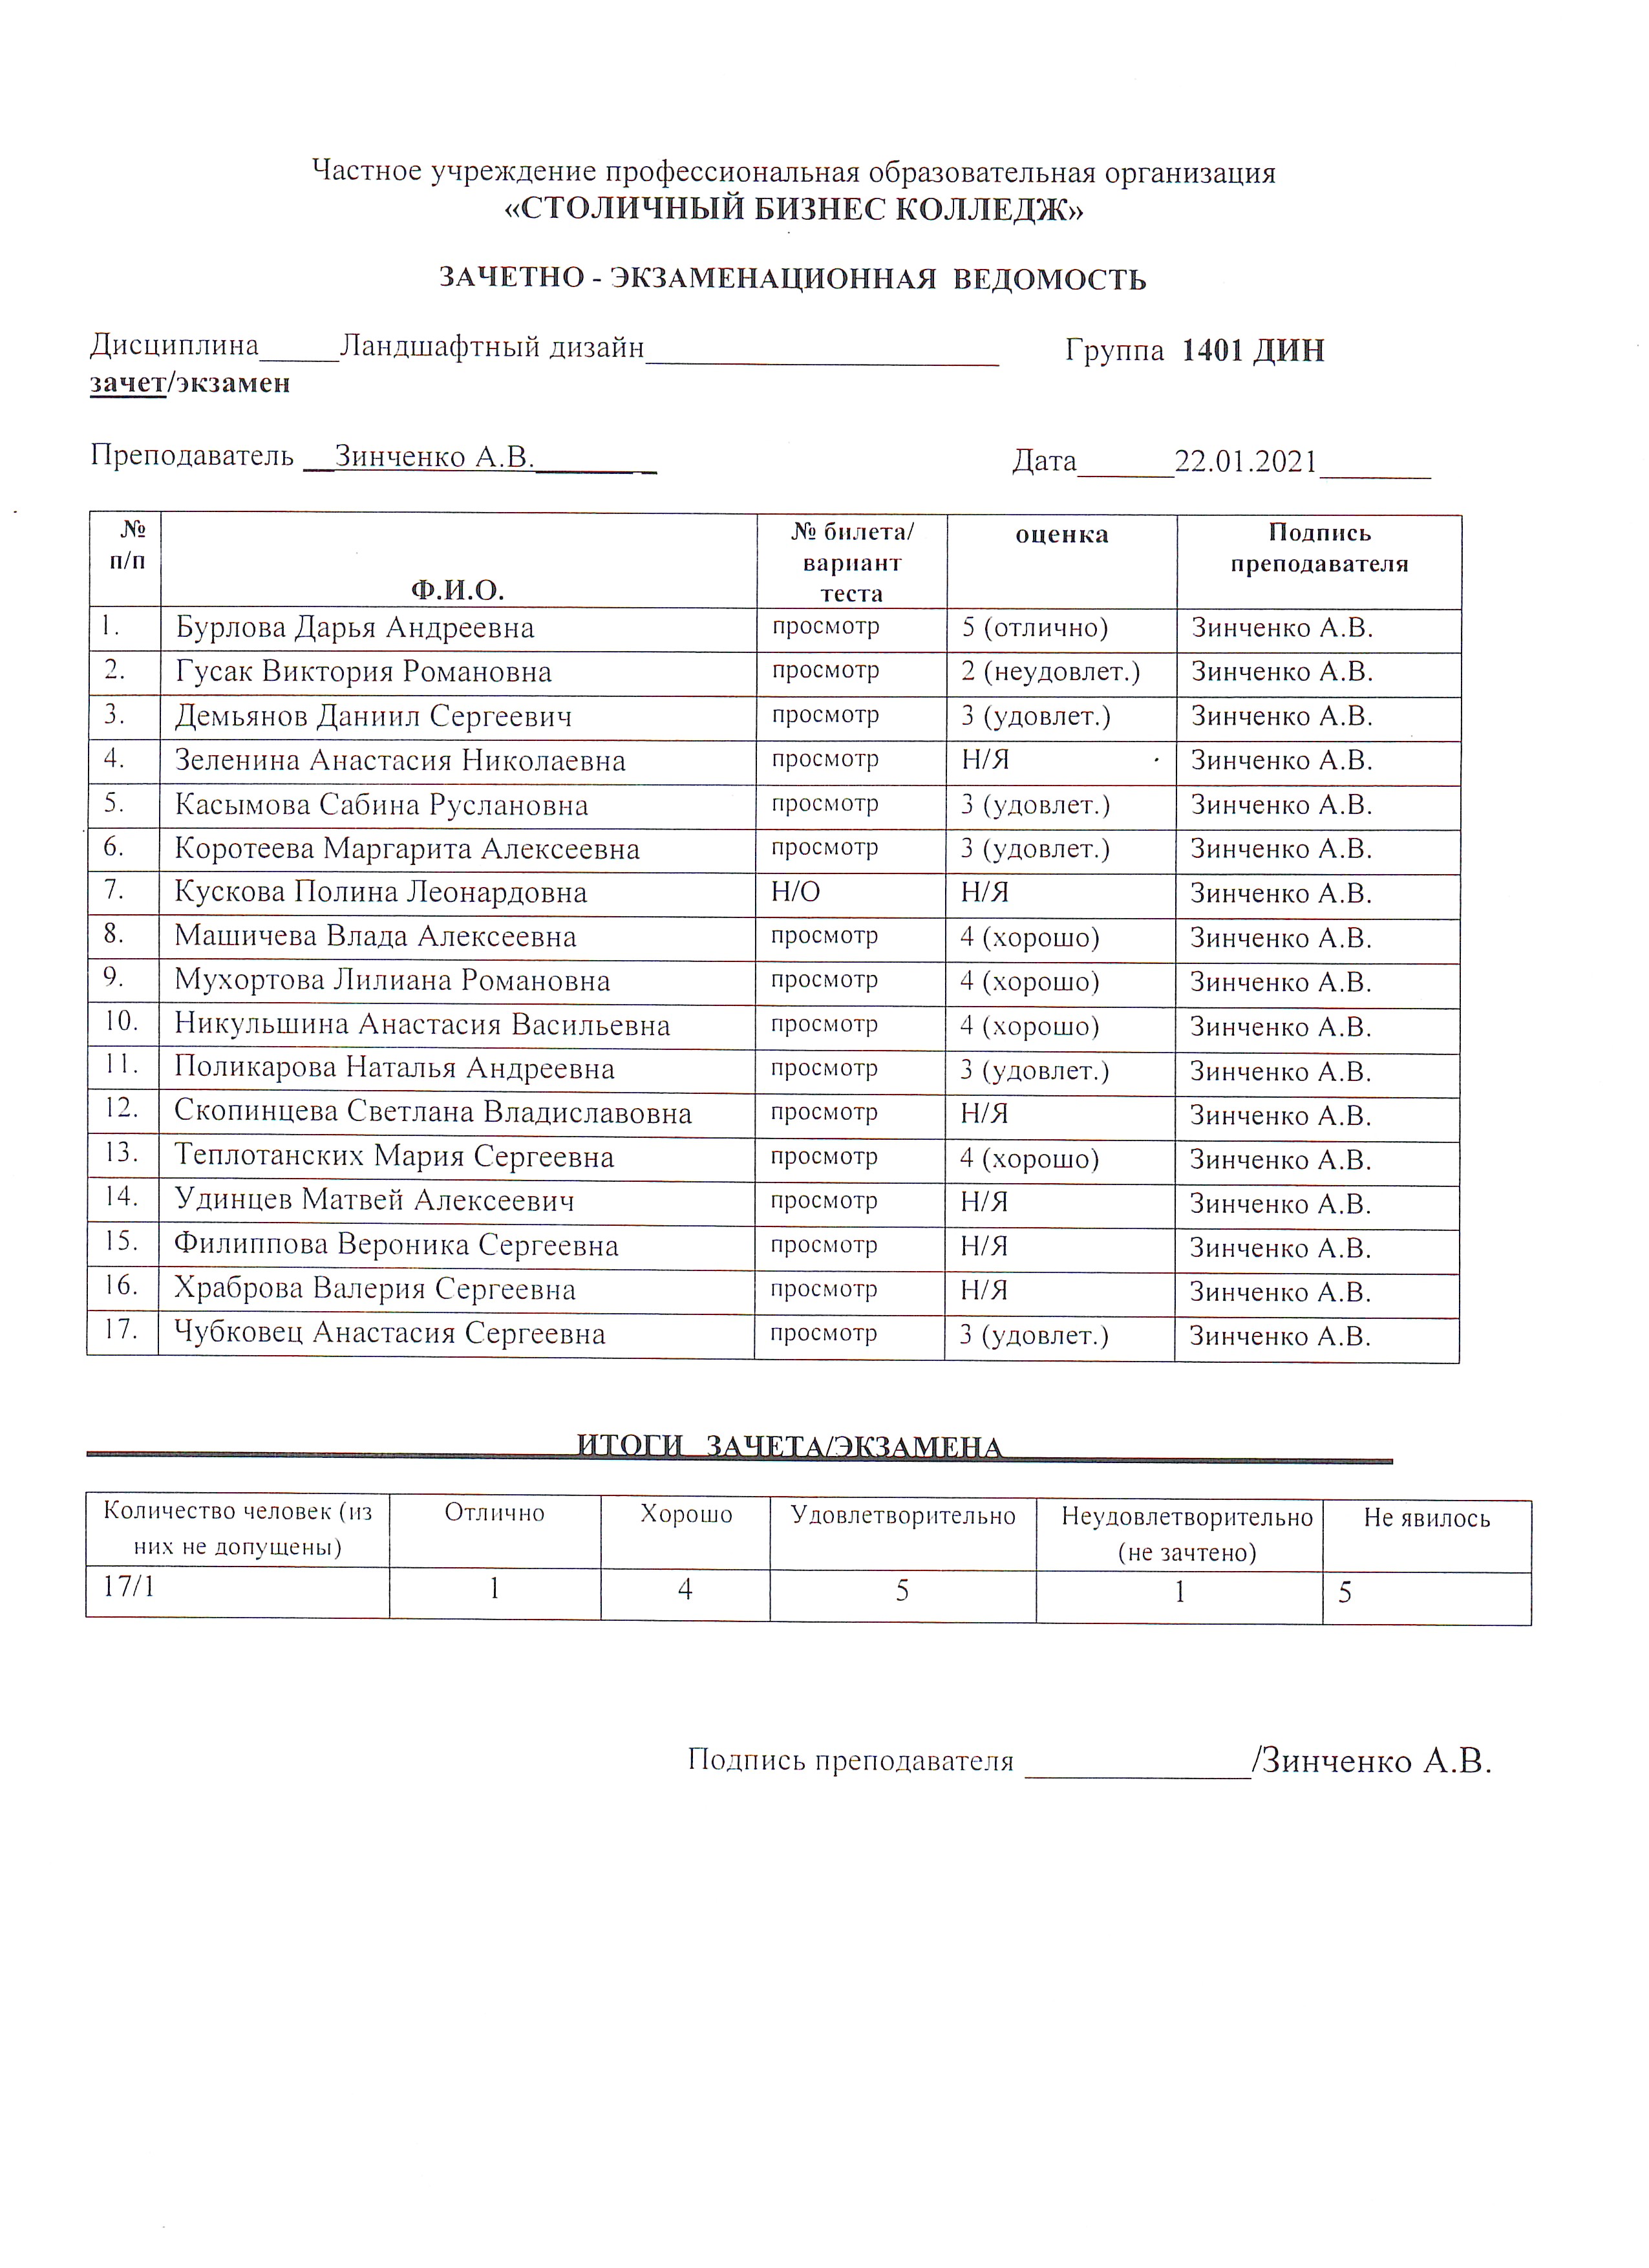 Частное учреждение профессиональная образовательная организация
«СТОЛИЧНЫЙ БИЗНЕС КОЛЛЕДЖ»
ЗАЧЕТНО - ЭКЗАМЕНАЦИОННАЯ ВЕДОМОСТЬ
Дисциплина_____Ландшафтный дизайн______________________ Группа 1401 ДИН
зачет/экзамен
Преподаватель __Зинченко А.В.________ Дата______22.01.2021_______
№ п/п Ф.И.О. № билета/ вариант теста оценка Подпись преподавателя
1. Бурлова Дарья Андреевна просмотр 5 (отлично) Зинченко А.В.
2. Гусак Виктория Романовна просмотр 2 (неудовлет.) Зинченко А.В.
3. Демьянов Даниил Сергеевич просмотр 3 (удовлет.) Зинченко А.В.
4. Зеленина Анастасия Николаевна просмотр Н/Я Зинченко А.В.
5. Касымова Сабина Руслановна просмотр 3 (удовлет.) Зинченко А.В.
6. Коротеева Маргарита Алексеевна просмотр 3 (удовлет.) Зинченко А.В.
7. Кускова Полина Леонардовна Н/О Н/Я Зинченко А.В.
8. Машичева Влада Алексеевна просмотр 4 (хорошо) Зинченко А.В.
9. Мухортова Лилиана Романовна просмотр 4 (хорошо) Зинченко А.В.
10. Никульшина Анастасия Васильевна просмотр 4 (хорошо) Зинченко А.В.
11. Поликарова Наталья Андреевна просмотр 3 (удовлет.) Зинченко А.В.
12. Скопинцева Светлана Владиславовна просмотр Н/Я Зинченко А.В.
13. Теплотанских Мария Сергеевна просмотр 4 (хорошо) Зинченко А.В.
14. Удинцев Матвей Алексеевич просмотр Н/Я Зинченко А.В.
15. Филиппова Вероника Сергеевна просмотр Н/Я Зинченко А.В.
16. Храброва Валерия Сергеевна просмотр Н/Я Зинченко А.В.
17. Чубковец Анастасия Сергеевна просмотр 3 (удовлет.) Зинченко А.В.
ИТОГИ ЗАЧЕТА/ЭКЗАМЕНА
Количество человек (из них не допущены) Отлично Хорошо Удовлетворительно Неудовлетворительно (не зачтено) Не явилось
17/1 1 4 5 1 5
Подпись преподавателя ______________/Зинченко А.В.